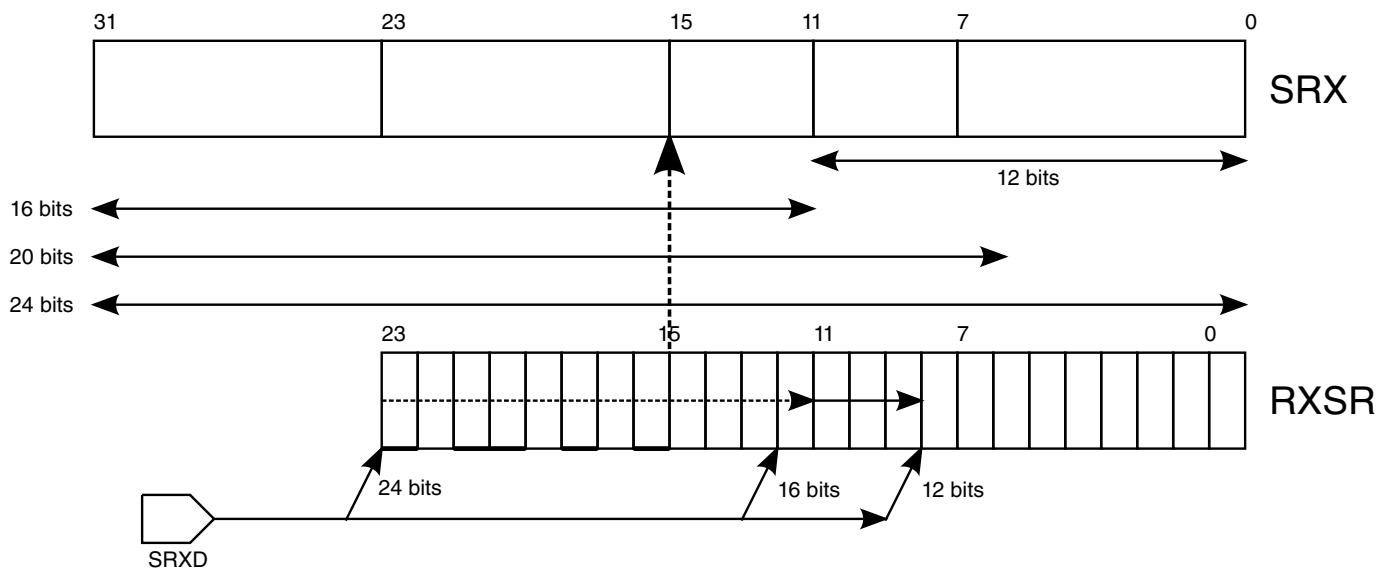 31 23 15 11 7 0
SRX
12 bits
16 bits
20 bits
24 bits
23 15 11 7 0
RXSR
24 bits 16 bits 12 bits
SRXD